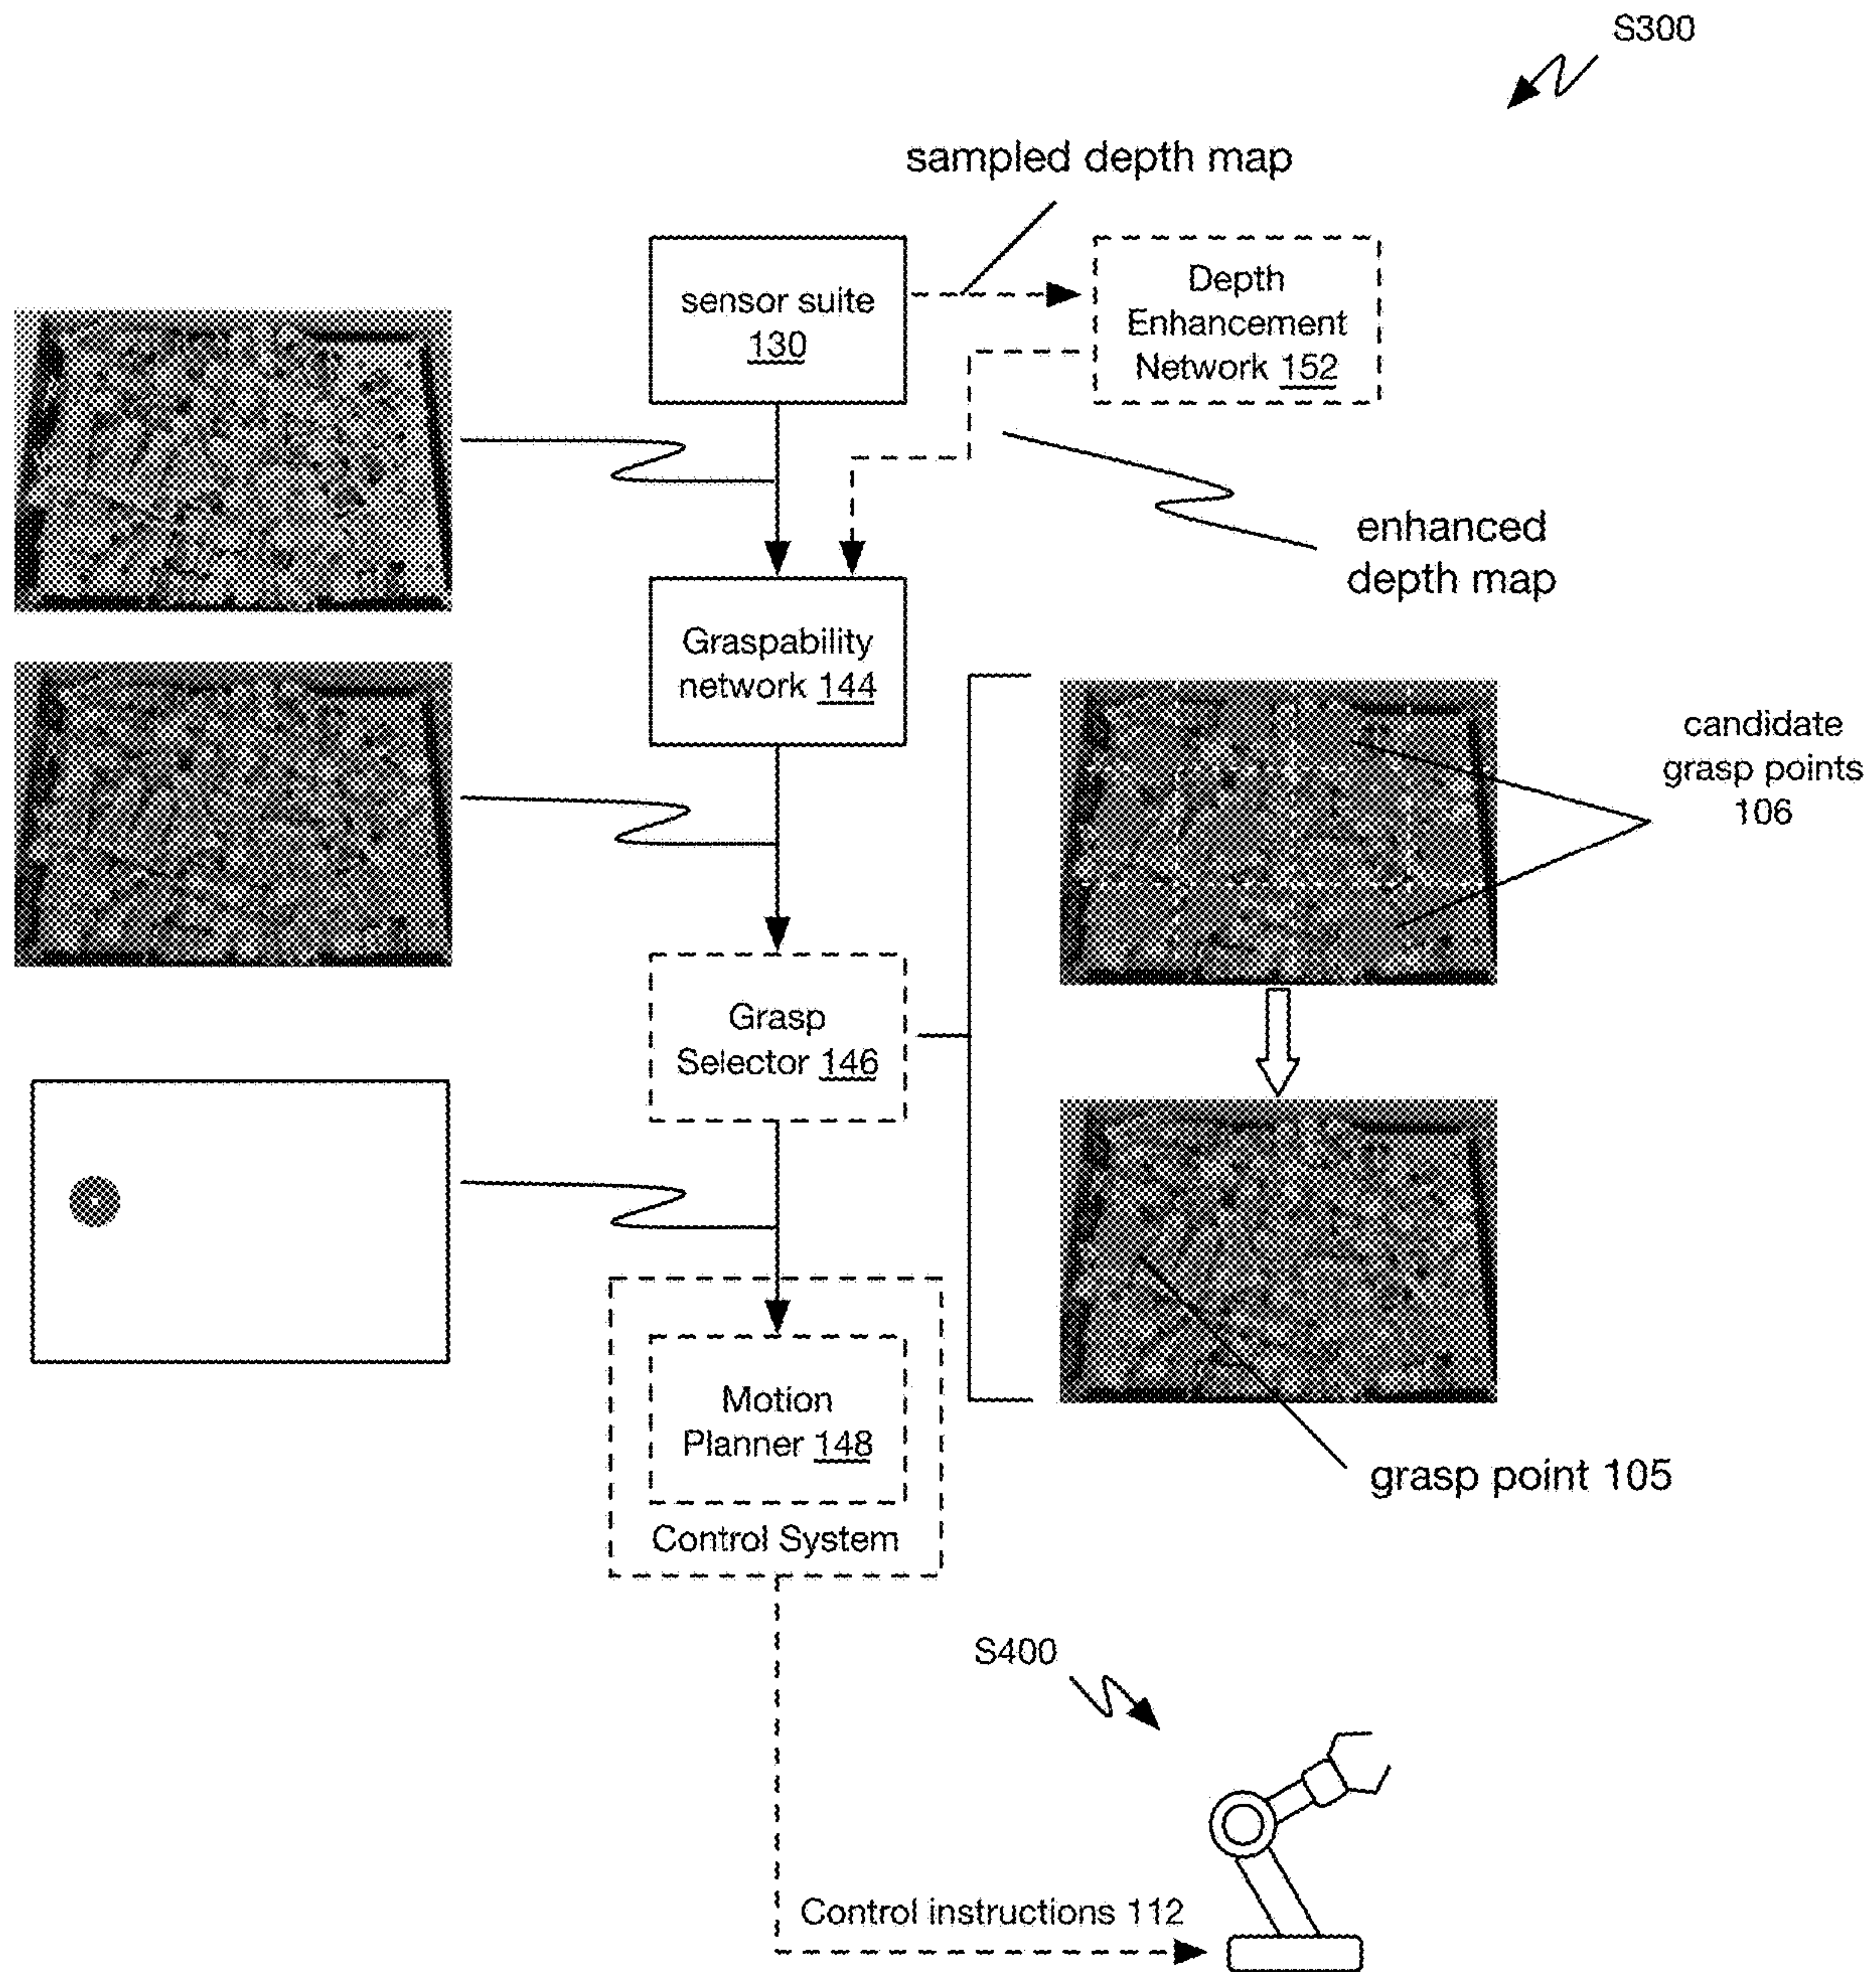 S300
sampled depth map
sensor suite
130
Depth
Enhancement
Network 152
enhanced
depth map
Graspability
network 144
candidate
grasp points
106
Grasp
Selector 146
Motion
Planner 148
Control System
grasp point 105
S400
Control instructions 112